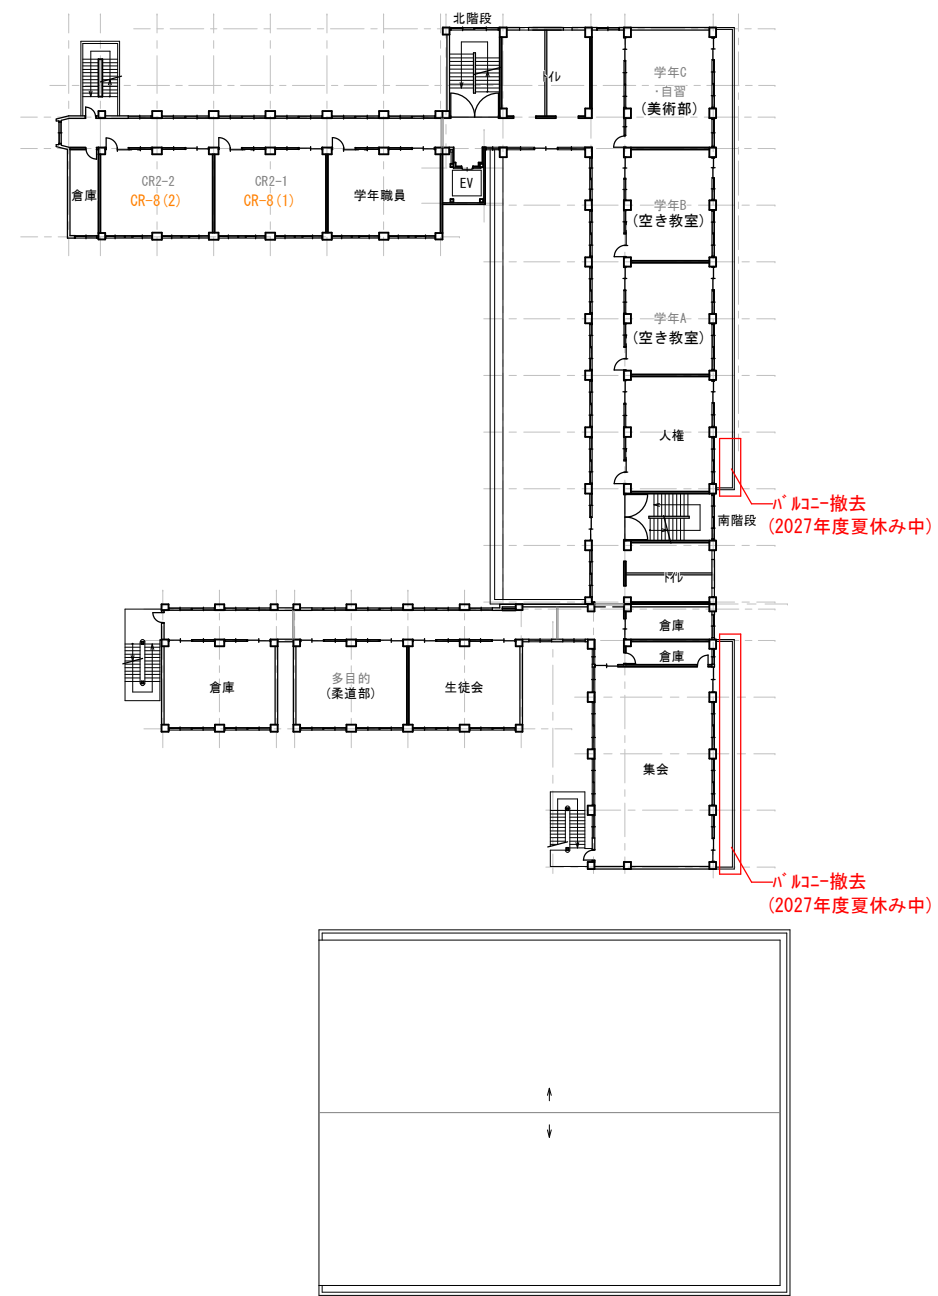 北階段
トイレ
学年C
・自習
(美術部)
CR2-2
CR-8(2)
CR2-1
CR-8(1)
学年職員
EV
倉庫
学年B
(空き教室)
学年A
(空き教室)
人権
バルコニー撤去
(2027年度夏休み中)
南階段
トイレ
倉庫
倉庫
倉庫
多目的
(柔道部)
生徒会
集会
バルコニー撤去
(2027年度夏休み中)